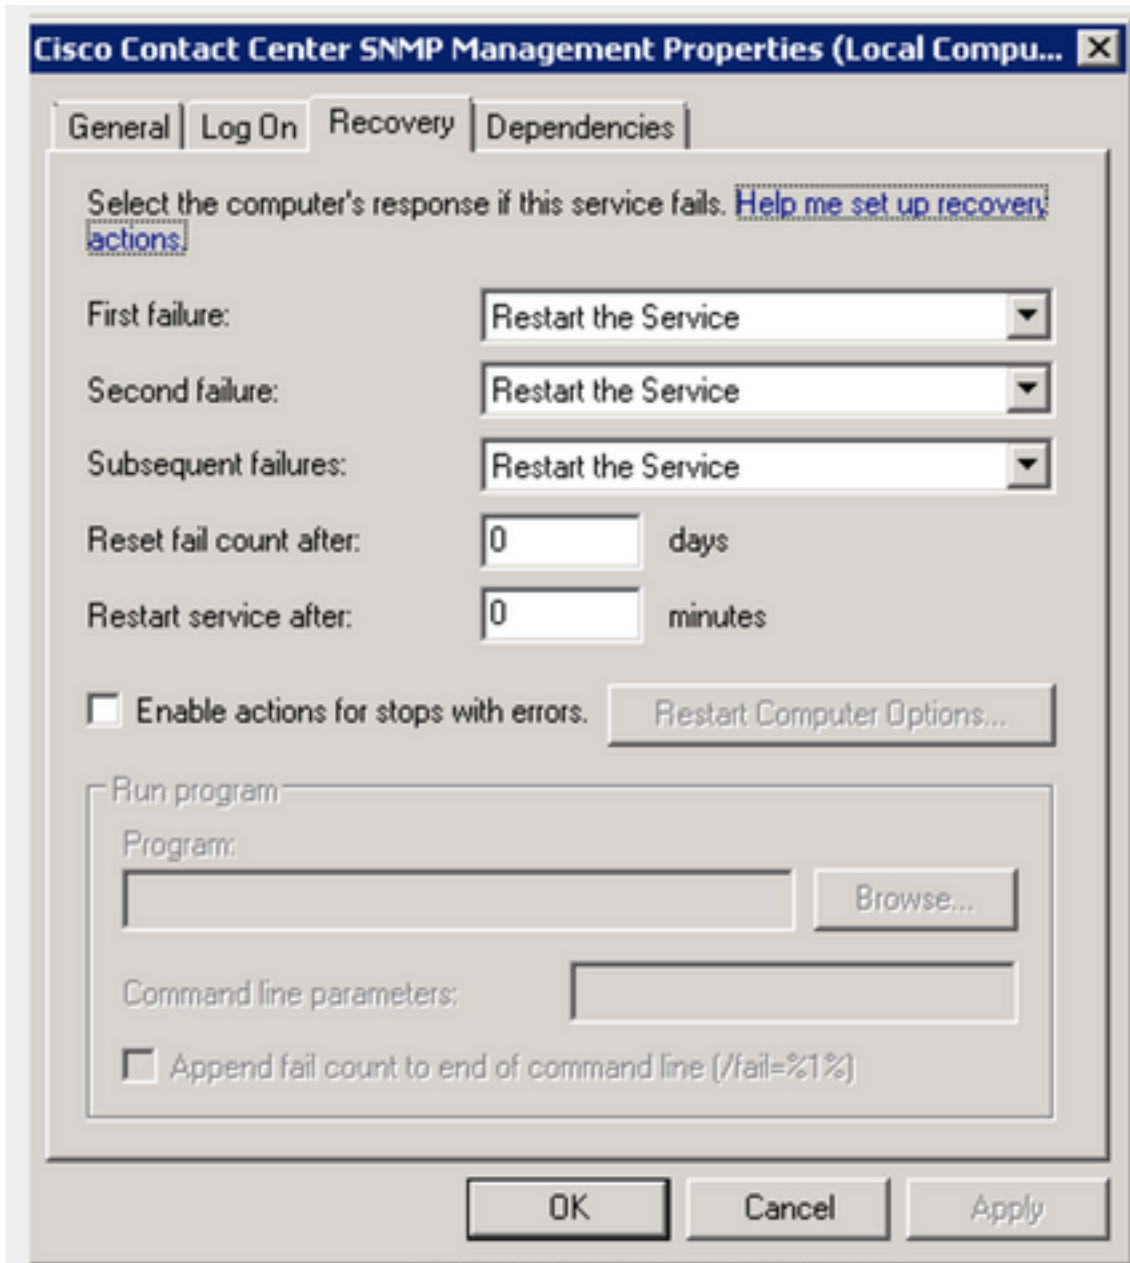 Cisco Contact Center SNMP Management Properties (Local Compu...
General Log On Recovery Dependencies
Select the computer's response if this service fails. Help me set up recovery
actions.
First failure: Restart the Service
Second failure: Restart the Service
Subsequent failures: Restart the Service
Reset fail count after: 0 days
Restart service after: 0 minutes
Enable actions for stops with errors. Restart Computer Options...
Run program
Program:
Browse...
Command line parameters:
Append fail count to end of command line (/fail=%1%)
OK Cancel Apply